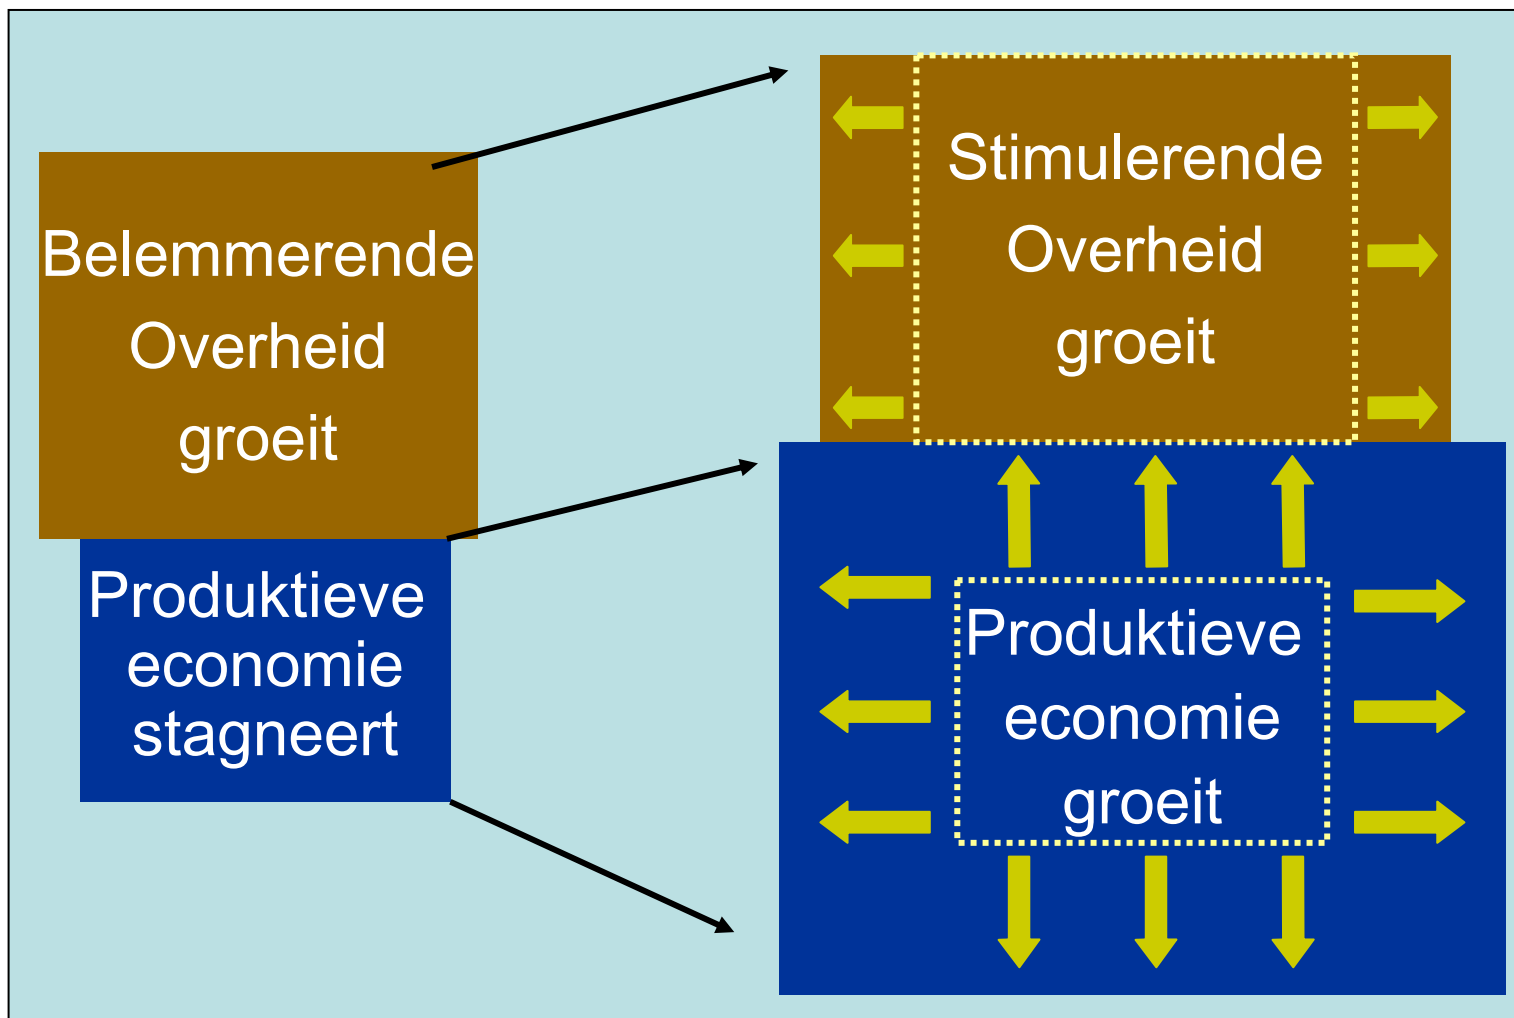 Belemmerende
Overheid
groeit
Produktieve
economie
stagneert
Stimulerende
Overheid
groeit
Produktieve
economie
groeit